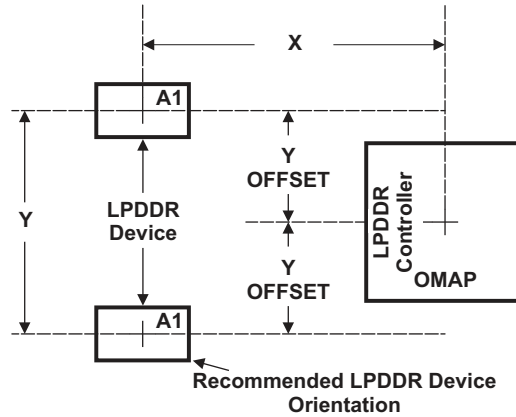 X
A1
Y
OFFSET
Y
LPDDR
Device
LPDDR
Controller
OMAP
Y
OFFSET
A1
Recommended LPDDR Device
Orientation